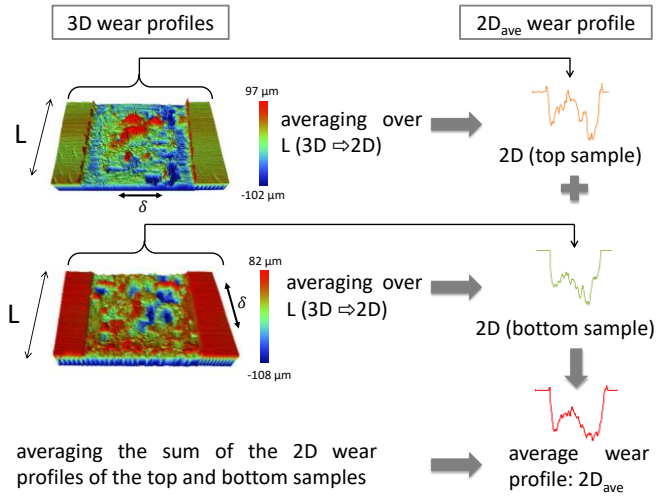 3D wear profiles
2D_ave wear profile
97 µm
L
averaging over
L (3D ⇨2D)
-102 µm
δ
2D (top sample)
82 µm
L
averaging over
L (3D ⇨2D)
δ
-108 µm
2D (bottom sample)
averaging the sum of the 2D wear
profiles of the top and bottom samples
average wear
profile: 2D_ave